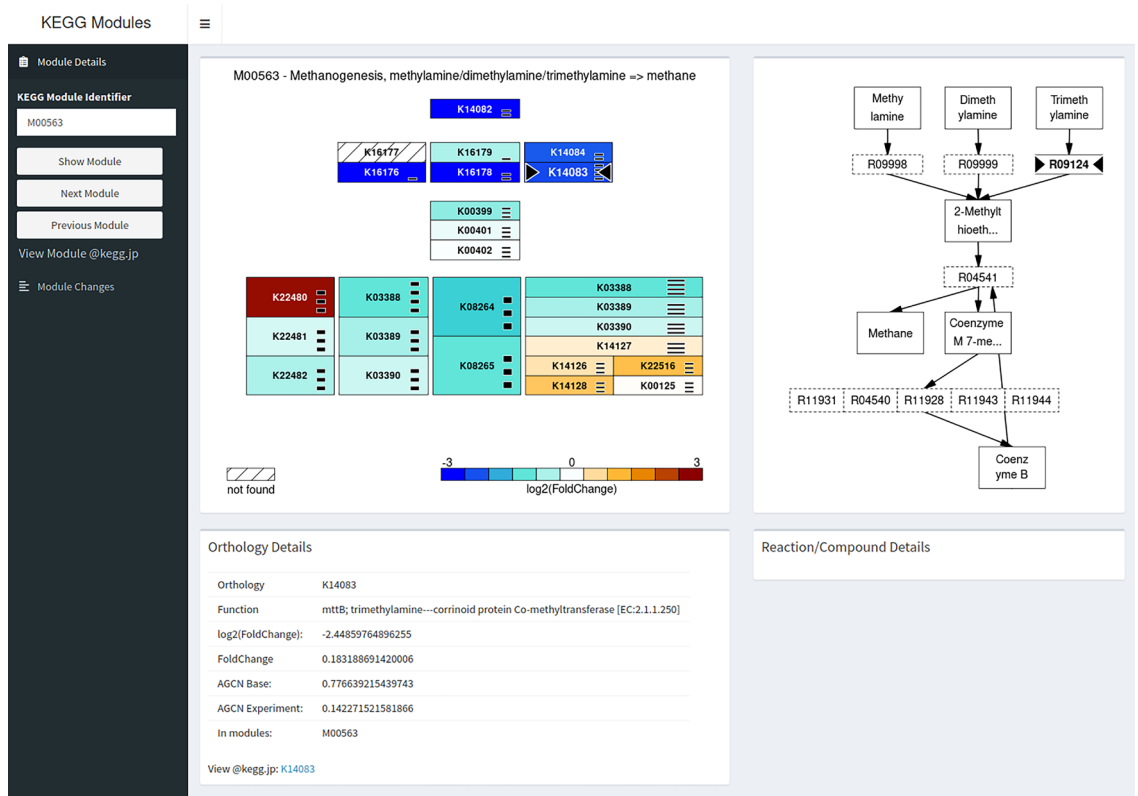 KEGG Modules
Module Details
KEGG Module Identifier
M00563
Show Module
Next Module
Previous Module
View Module @kegg.jp
Module Changes
M00563 - Methanogenesis, methylamine/dimethylamine/trimethylamine => methane
K14082
K16177 K16179 K14084
K16176 K16178 K14083
K00399
K00401
K00402
K22480 K03388 K08264 K03388
K03389
K03390
K22481 K03389 K14127
K08265 K14126 K22516
K22482 K03390 K14128 K00125
not found
-3 0 3
log2(FoldChange)
Methy
lamine
Dimeth
ylamine
Trimeth
ylamine
R09998 R09999 R09124
2-Methylt
hioeth...
R04541
Methane
Coenzyme
M 7-me...
R11931 R04540 R11928 R11943 R11944
Coenz
yme B
Orthology Details
Orthology K14083
Function mttB; trimethylamine---corrinoid protein Co-methyltransferase [EC:2.1.1.250]
log2(FoldChange): -2.44859764896255
FoldChange 0.183188691420006
AGCN Base: 0.776639215439743
AGCN Experiment: 0.142271521581866
In modules: M00563
View @kegg.jp: K14083
Reaction/Compound Details